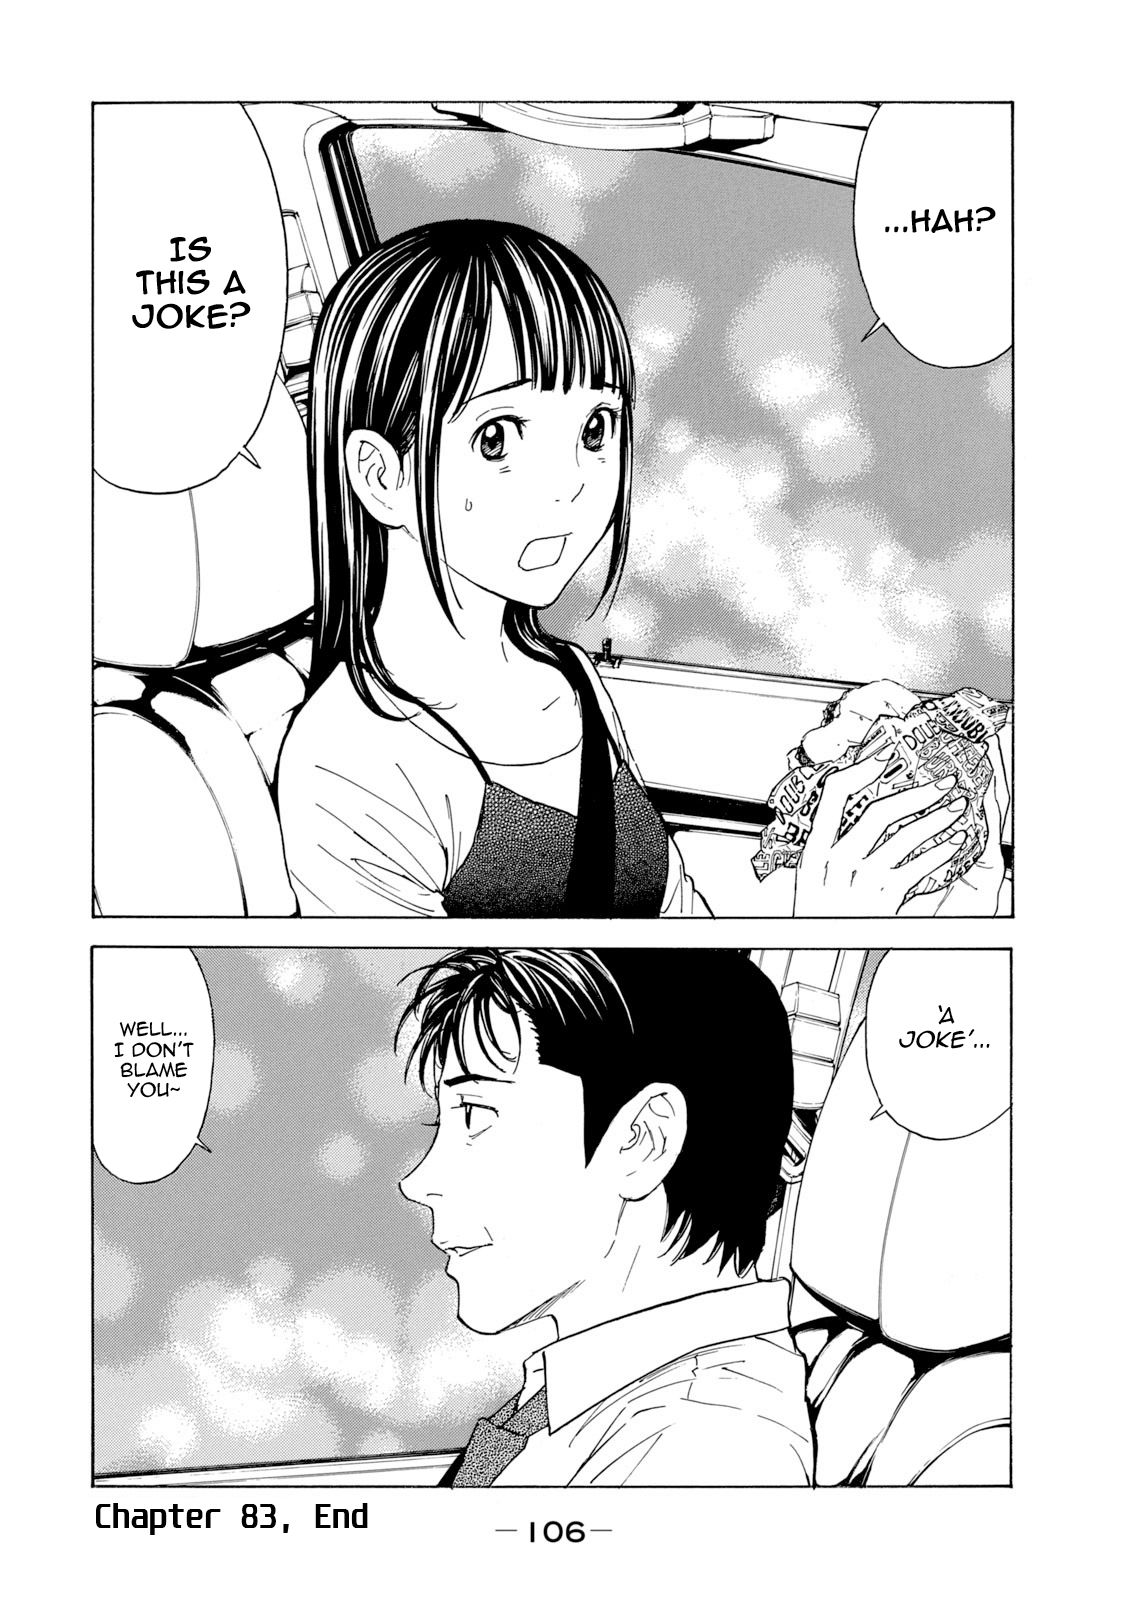 ...HAH?
IS
THIS A
JOKE?
'A
JOKE'...
WELL...
I DON'T
BLAME
YOU~
Chapter 83, End
—106—